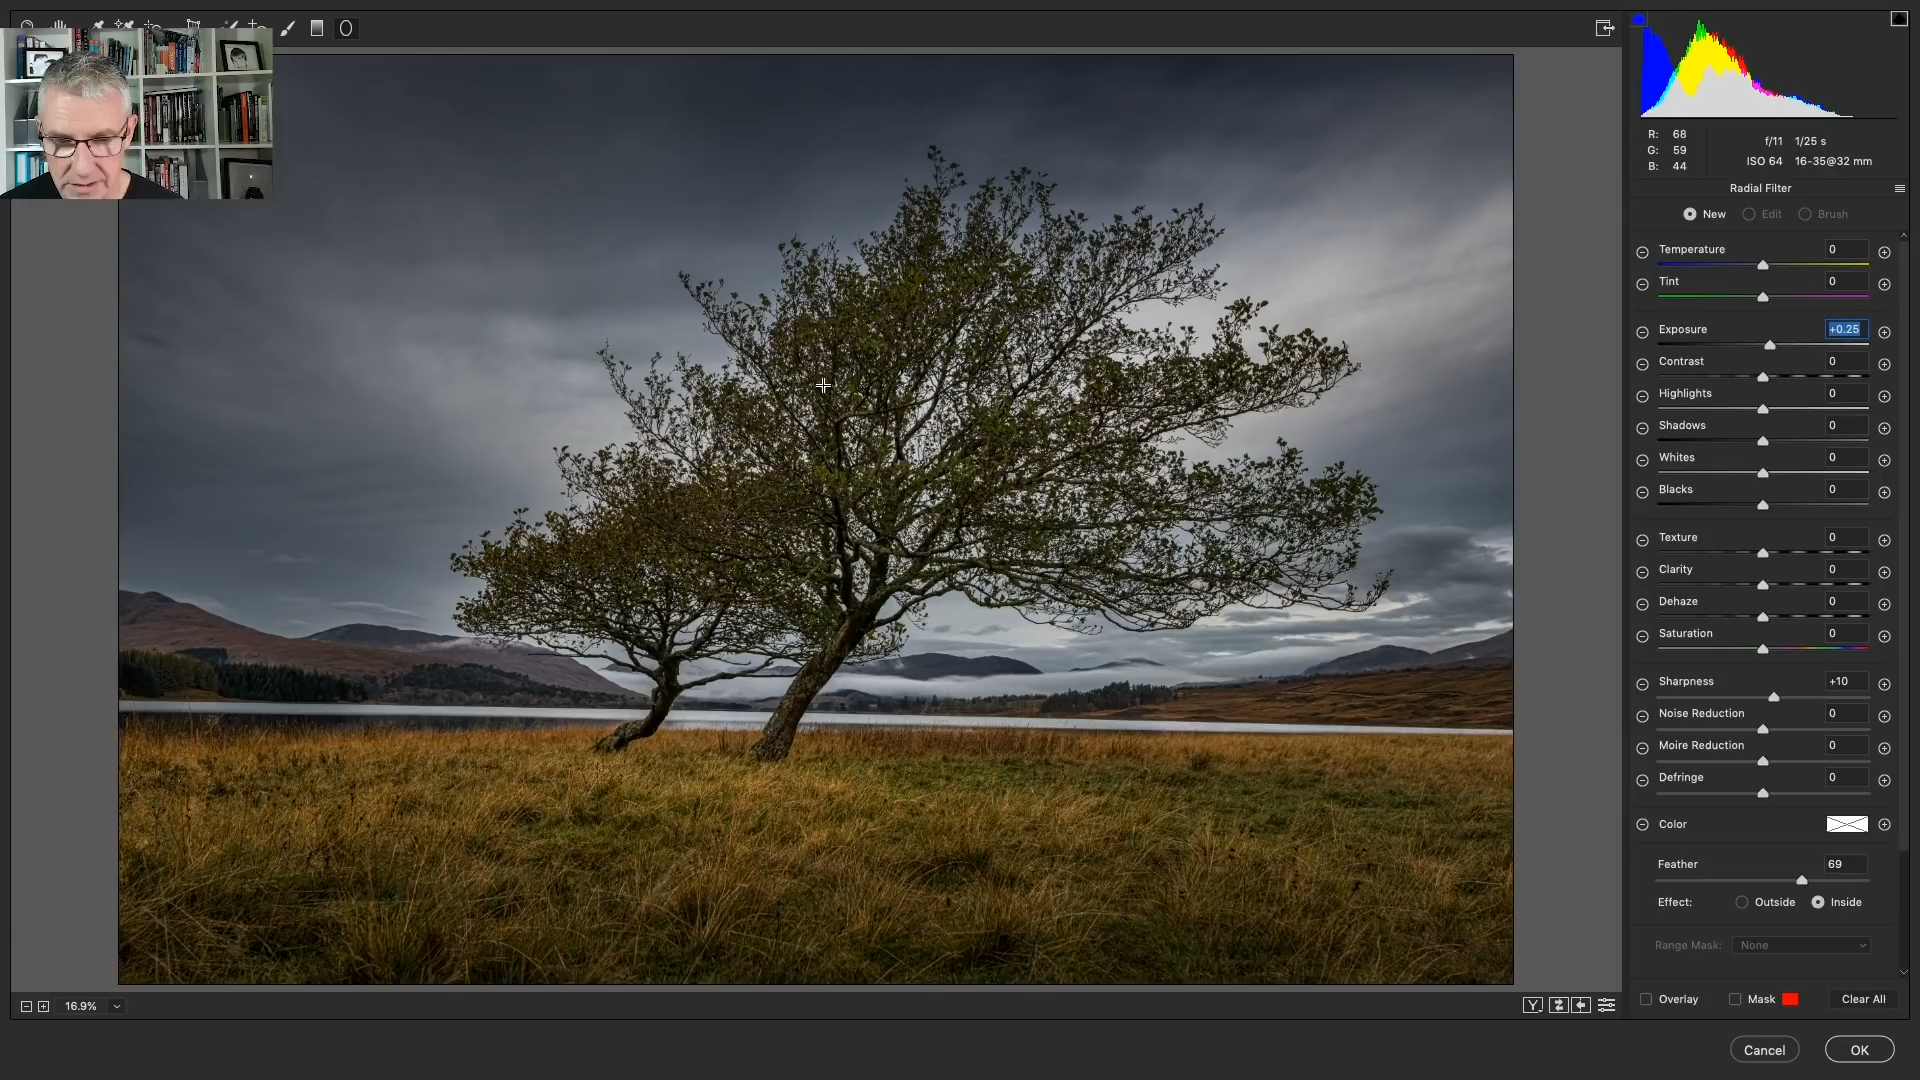 R: 68
G: 59
B: 44
f/11 1/25 s
ISO 64 16-35@32 mm
Radial Filter
New Edit Brush
Temperature 0
Tint 0
Exposure +0.25
Contrast 0
Highlights 0
Shadows 0
Whites 0
Blacks 0
Texture 0
Clarity 0
Dehaze 0
Saturation 0
Sharpness +10
Noise Reduction 0
Moire Reduction 0
Defringe 0
Color
Feather 69
Effect: Outside Inside
Range Mask: None
16.9%
Y
Overlay Mask Clear All
Cancel OK